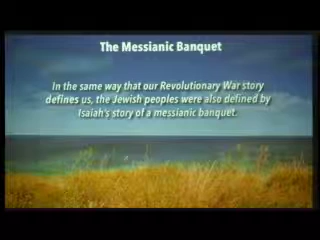 The Messianic Banquet
In the same way that our Revolutionary War story
defines us, the Jewish peoples were also defined by
Isaiah's story of a messianic banquet.